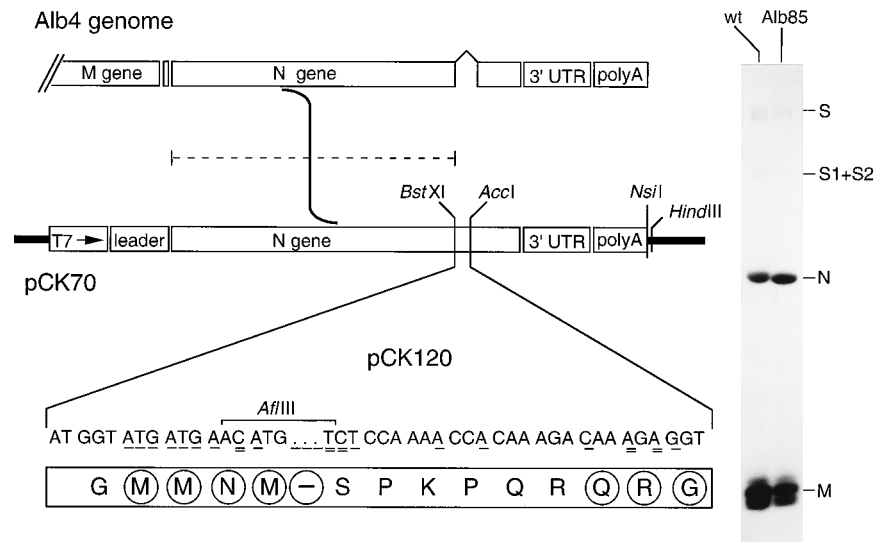 Alb4 genome
wt Alb85
M gene N gene 3' UTR polyA
S
S1+S2
BstXI AccI NsiI HindIII
T7 leader N gene 3' UTR polyA
pCK70
N
pCK120
AflIII
AT GGT ATG ATG AAC ATG ... TCT CCA AAA CCA CAA AGA CAA AGA GGT
G M M N M – S P K P Q R Q R G
M